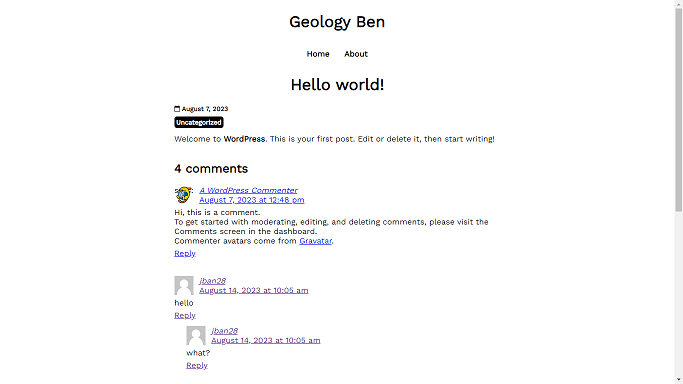 Geology Ben
Home About
Hello world!
August 7, 2023
Uncategorized
Welcome to WordPress. This is your first post. Edit or delete it, then start writing!
4 comments
A WordPress Commenter
August 7, 2023 at 12:48 pm
Hi, this is a comment.
To get started with moderating, editing, and deleting comments, please visit the
Comments screen in the dashboard.
Commenter avatars come from Gravatar.
Reply
jban28
August 14, 2023 at 10:05 am
hello
Reply
jban28
August 14, 2023 at 10:05 am
what?
Reply